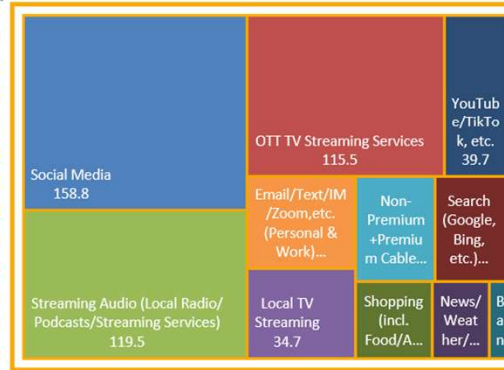 Social Media
158.8
Streaming Audio (Local Radio/
Podcasts/Streaming Services)
119.5
OTT TV Streaming Services
115.5
YouTub
e/TikTo
k, etc.
39.7
Email/Text/IM
/Zoom,etc.
(Personal &
Work)...
Non-
Premium
+Premiu
m Cable...
Search
(Google,
Bing,
etc.)...
Local TV
Streaming
34.7
Shopping
(incl.
Food/A...
News/
Weat
her/...
B
a
n